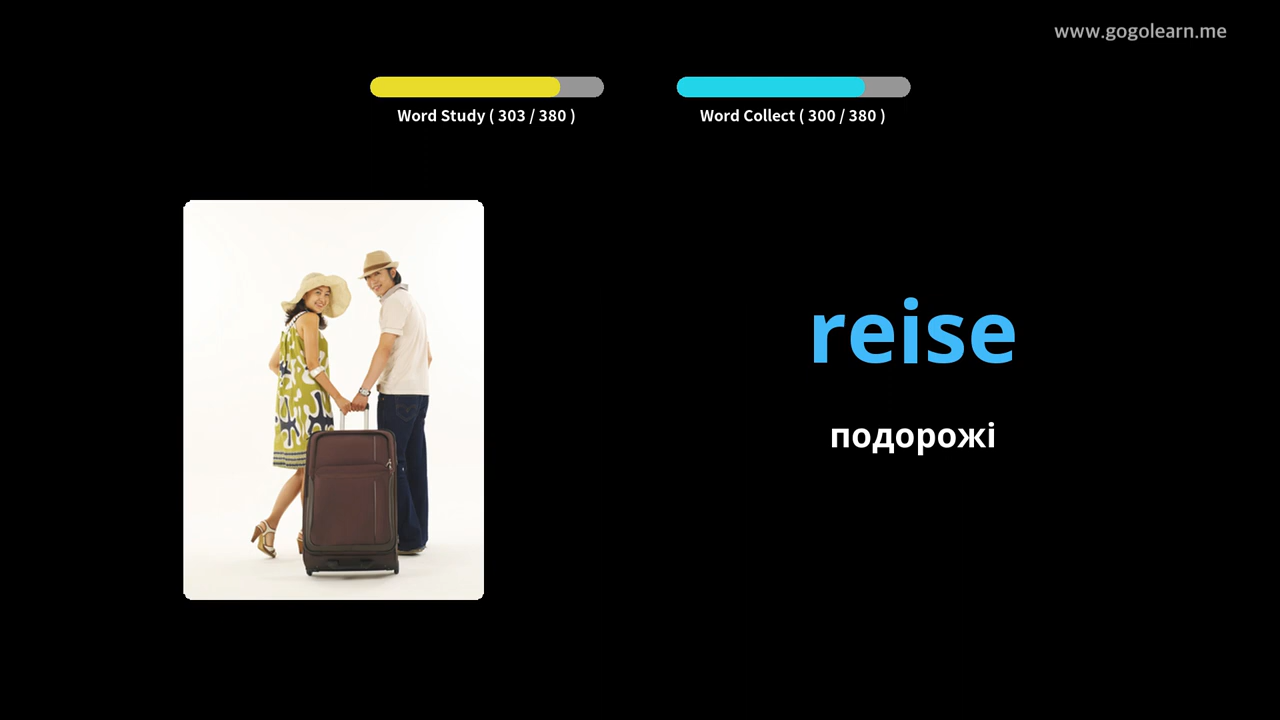 www.gogolearn.me
Word Study ( 303 / 380 )
Word Collect ( 300 / 380 )
reise
подорожі